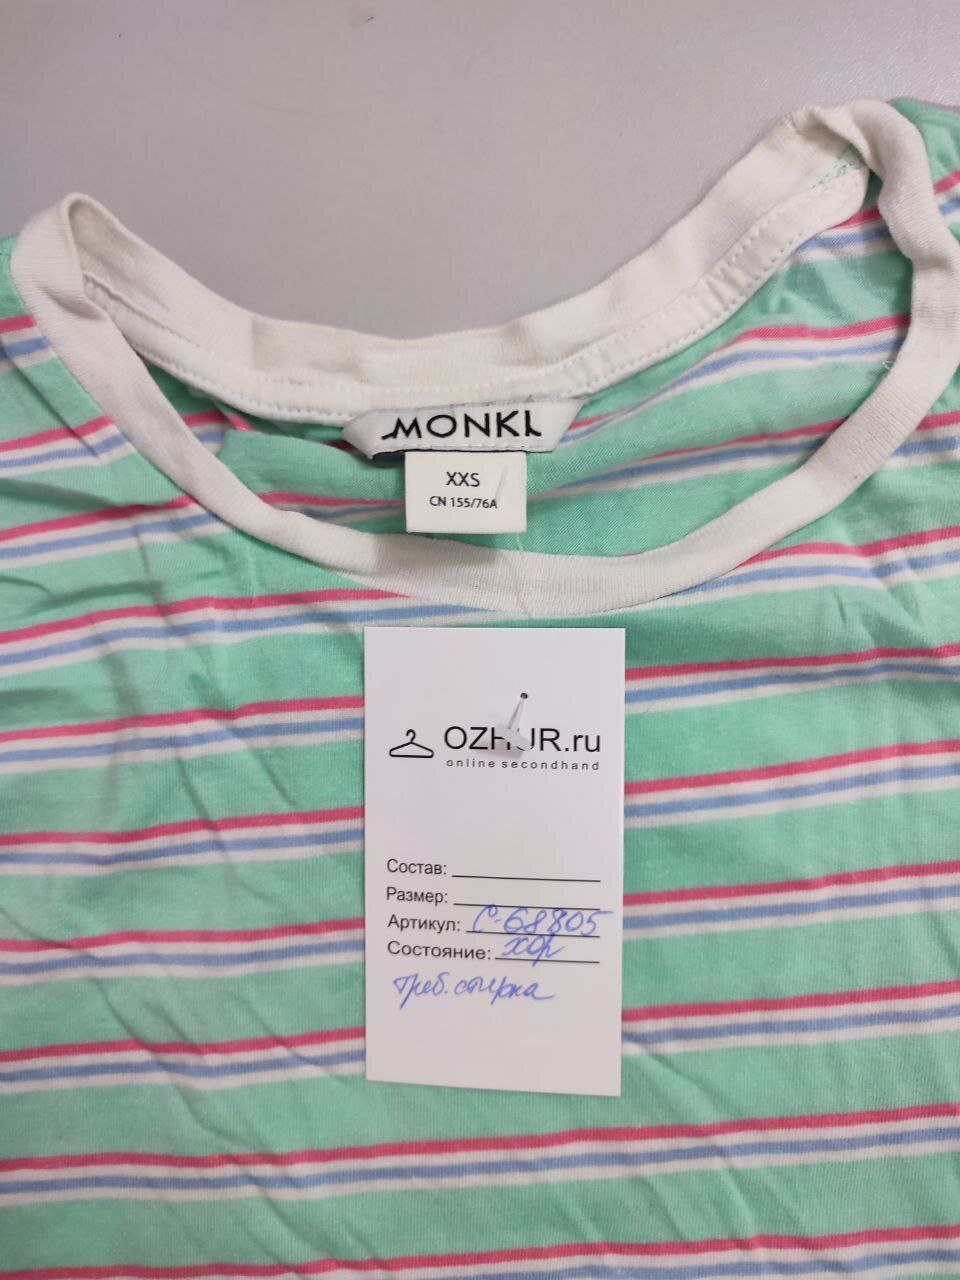 MONKI
XXS
CN 155/76A
OZHUR.ru
online secondhand
Состав:
Размер:
Артикул: С-68805
Состояние: хор
треб. стирка